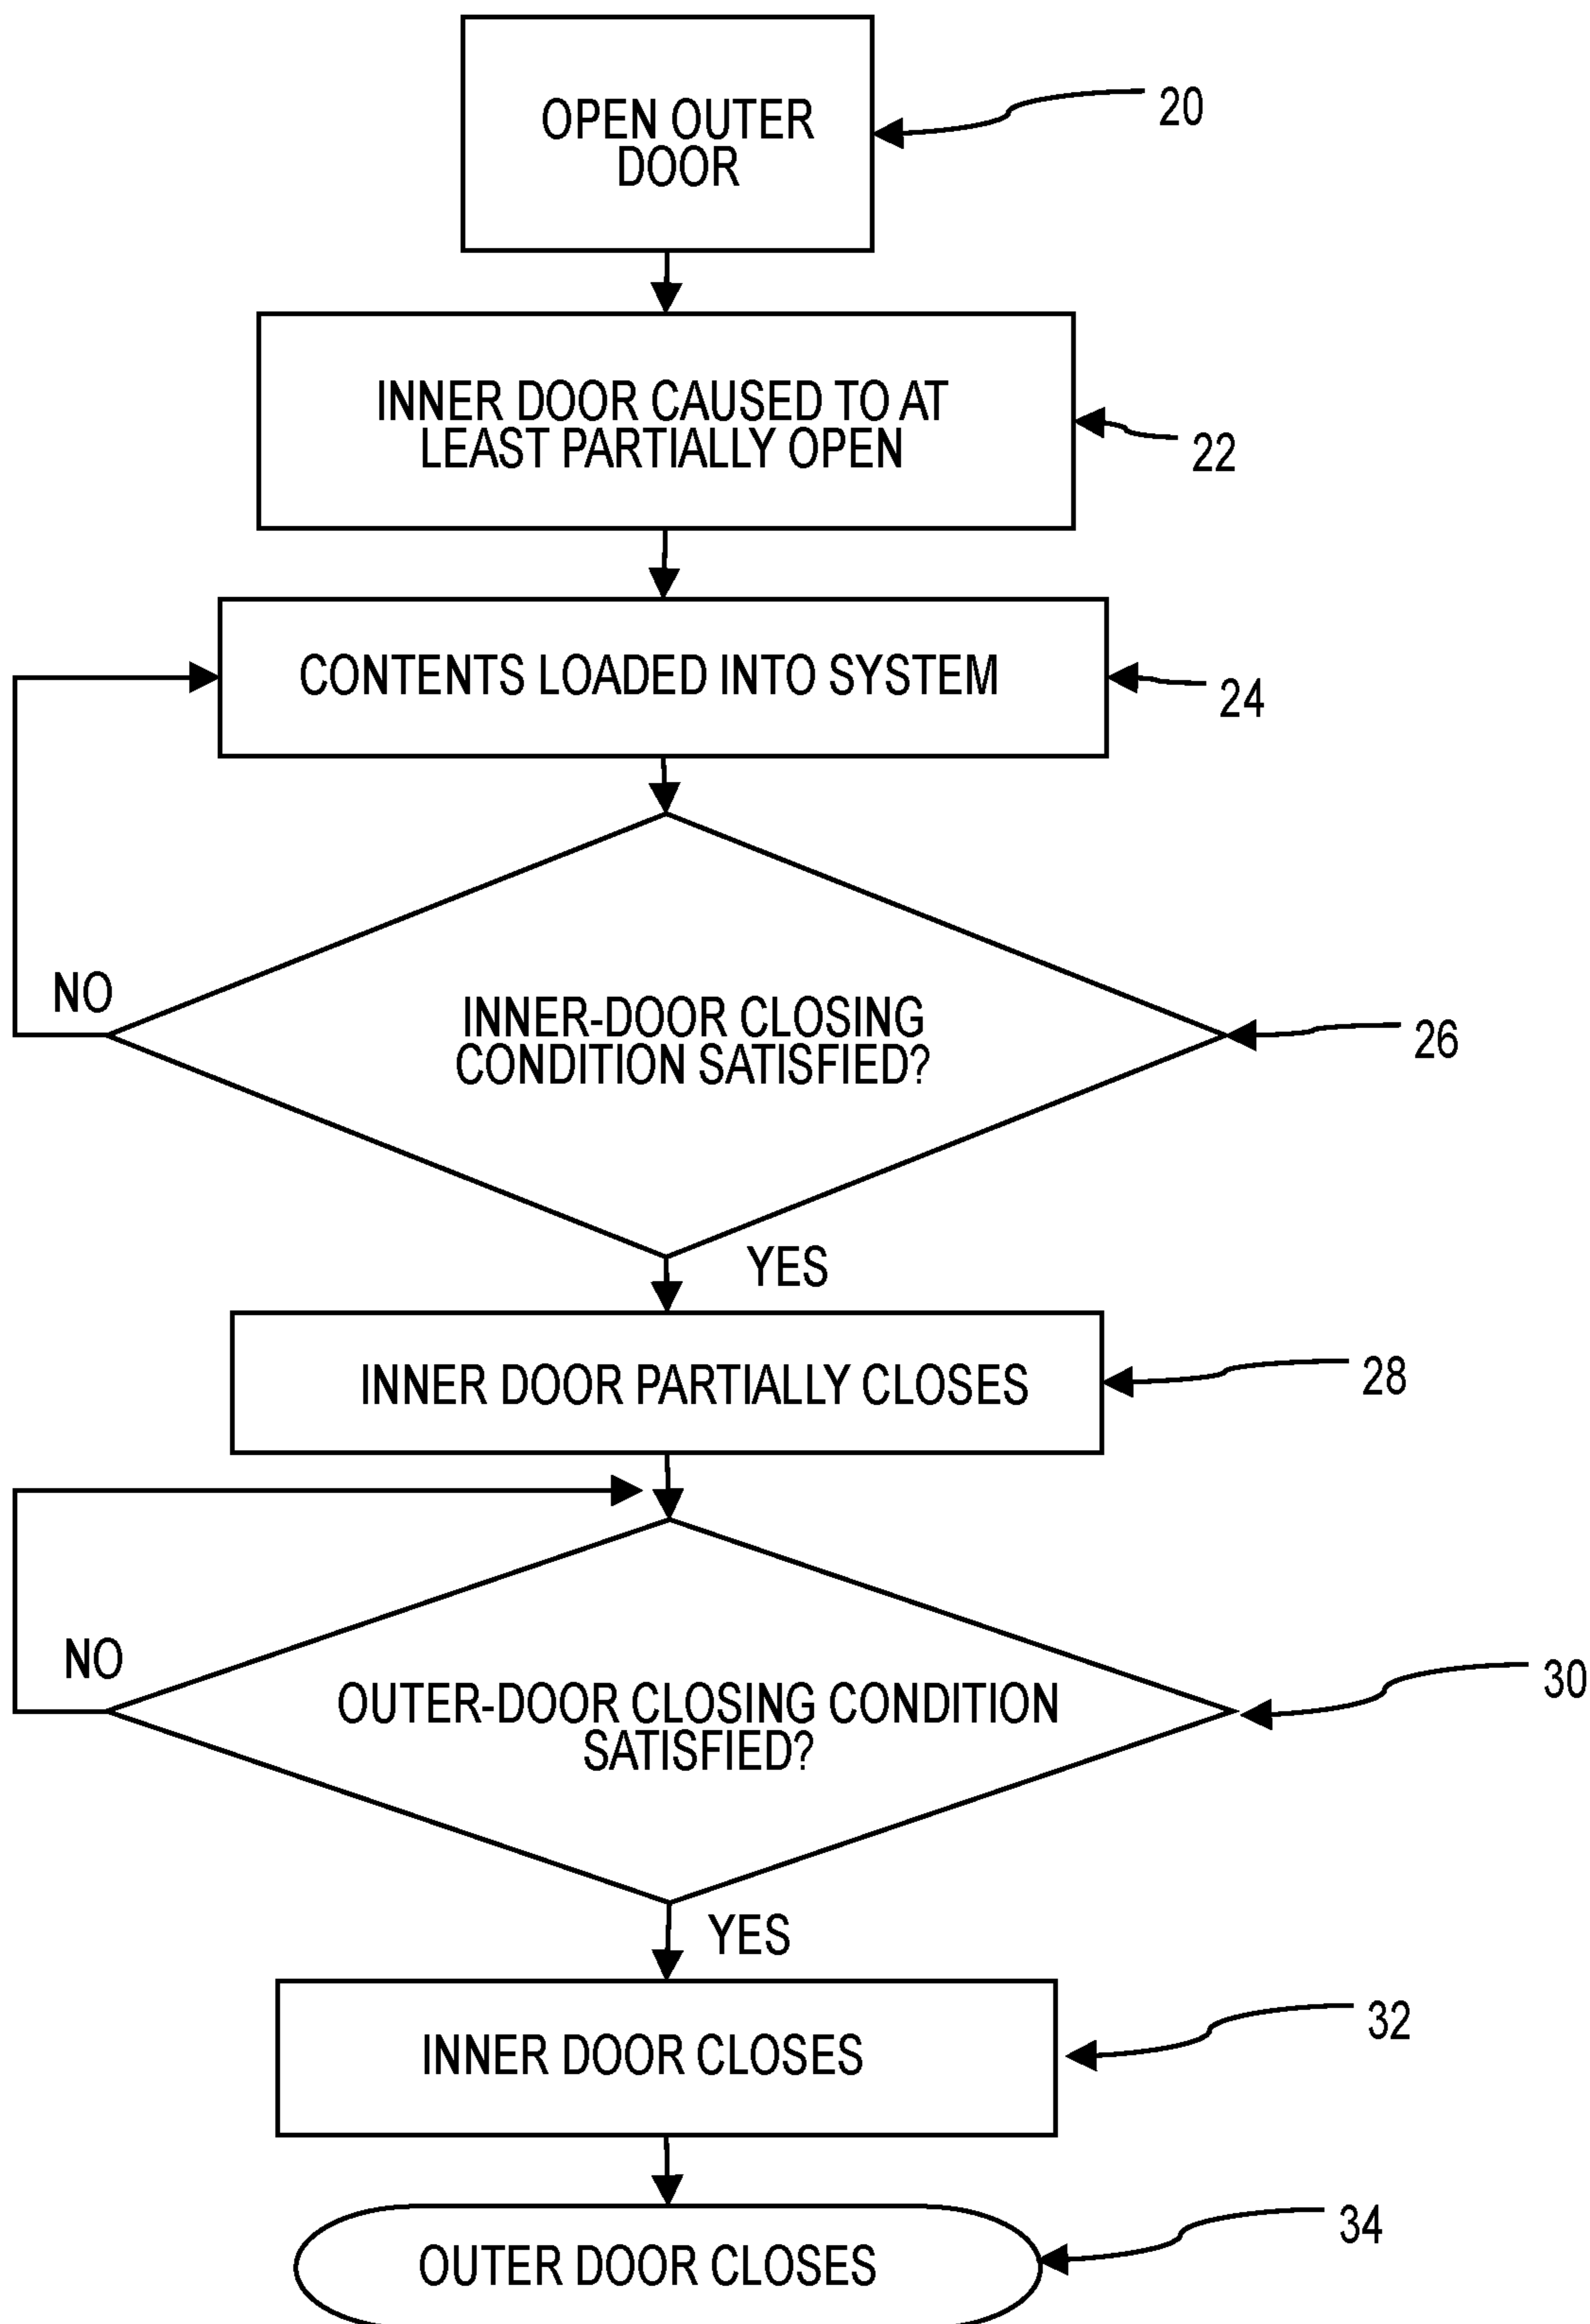 OPEN OUTER
DOOR
20
INNER DOOR CAUSED TO AT
LEAST PARTIALLY OPEN
22
CONTENTS LOADED INTO SYSTEM
24
NO
INNER-DOOR CLOSING
CONDITION SATISFIED?
26
YES
INNER DOOR PARTIALLY CLOSES
28
NO
OUTER-DOOR CLOSING CONDITION
SATISFIED?
30
YES
INNER DOOR CLOSES
32
OUTER DOOR CLOSES
34